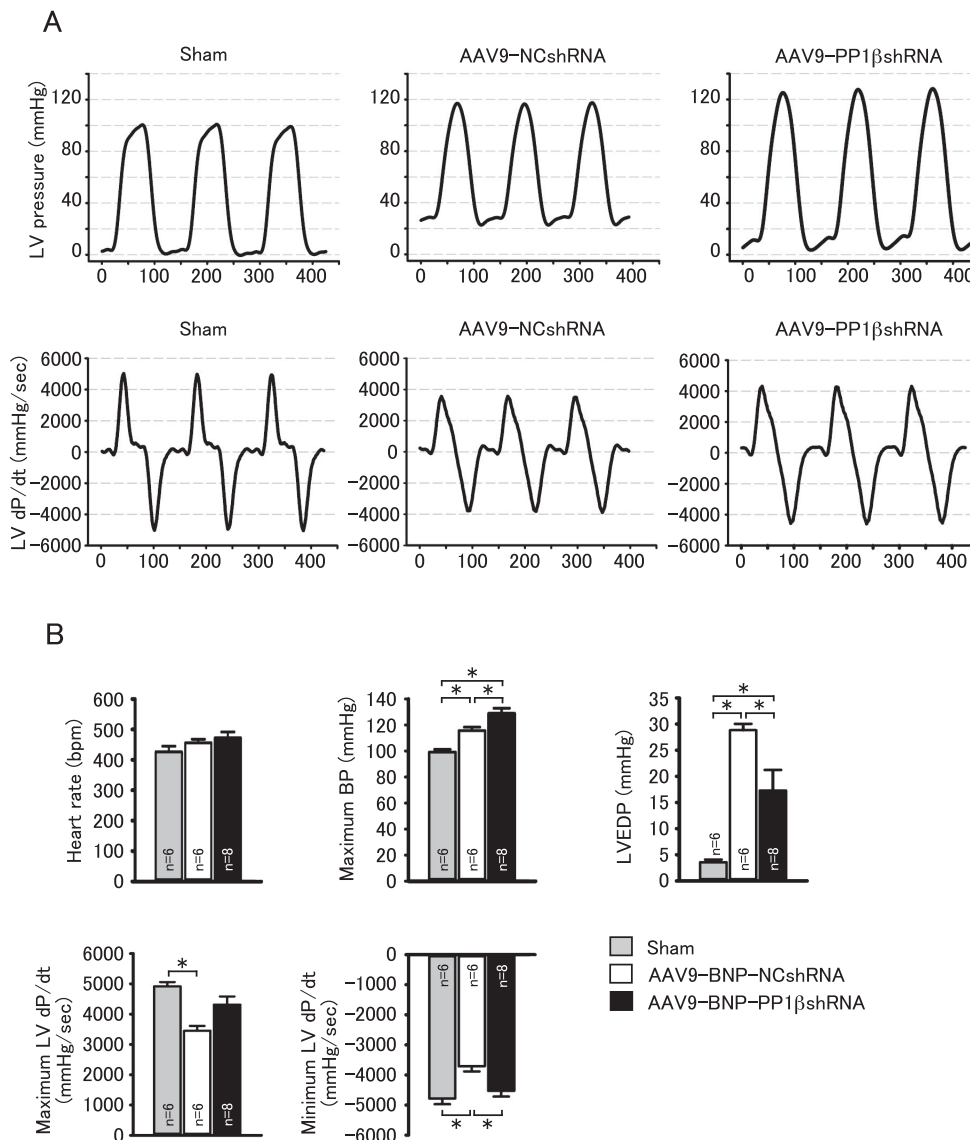 A
Sham
AAV9-NCshRNA
AAV9-PP1βshRNA
LV pressure (mmHg)
120
80
40
0
0 100 200 300 400
120
80
40
0
0 100 200 300 400
120
80
40
0
0 100 200 300 400
Sham
AAV9-NCshRNA
AAV9-PP1βshRNA
LV dP/dt (mmHg/sec)
6000
4000
2000
0
-2000
-4000
-6000
100 200 300 400
6000
4000
2000
0
-2000
-4000
-6000
0 100 200 300 400
6000
4000
2000
0
-2000
-4000
-6000
0 100 200 300 400
B
Heart rate (bpm)
600
500
400
300
200
100
0
n=6
n=6
n=8
Maximum BP (mmHg)
140
120
100
80
60
40
20
0
* * *
n=6
n=6
n=8
LVEDP (mmHg)
35
30
25
20
15
10
5
0
* * *
n=6
n=6
n=8
Maximum LV dP/dt
(mmHg/sec)
6000
5000
4000
3000
2000
1000
0
*
n=6
n=6
n=8
Minimum LV dP/dt
(mmHg/sec)
0
-1000
-2000
-3000
-4000
-5000
-6000
n=6
n=6
n=8
* *
Sham
AAV9-BNP-NCshRNA
AAV9-BNP-PP1βshRNA